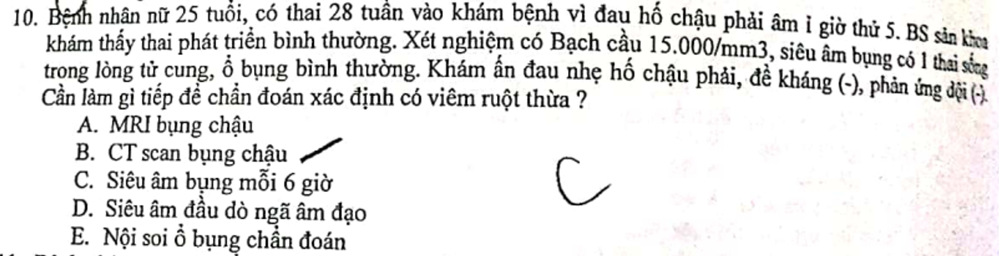 10. Bệnh nhân nữ 25 tuổi, có thai 28 tuần vào khám bệnh vì đau hố chậu phải âm ỉ giờ thứ 5. BS sản khoa
khám thấy thai phát triển bình thường. Xét nghiệm có Bạch cầu 15.000/mm3, siêu âm bụng có 1 thai sống
trong lòng tử cung, ổ bụng bình thường. Khám ấn đau nhẹ hố chậu phải, đề kháng (-), phản ứng dội (-).
Cần làm gì tiếp để chẩn đoán xác định có viêm ruột thừa ?
A. MRI bụng chậu
B. CT scan bụng chậu
C. Siêu âm bụng mỗi 6 giờ
C
D. Siêu âm đầu dò ngã âm đạo
E. Nội soi ổ bụng chẩn đoán